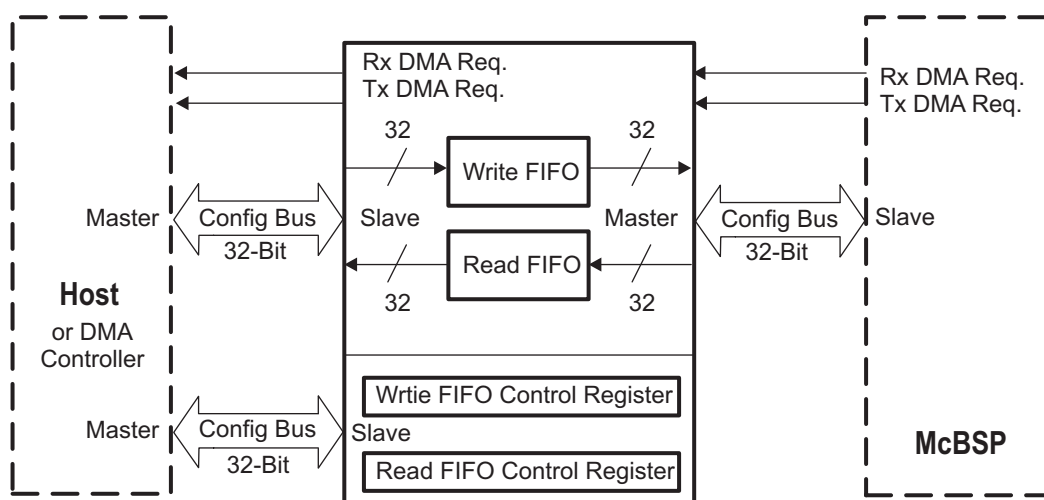 Rx DMA Req.
Tx DMA Req.
Rx DMA Req.
Tx DMA Req.
32
32
Write FIFO
Master
Config Bus
32-Bit
Slave
Master
Config Bus
32-Bit
Slave
Read FIFO
32
32
Host
or DMA
Controller
Wrtie FIFO Control Register
Master
Config Bus
32-Bit
Slave
Read FIFO Control Register
McBSP